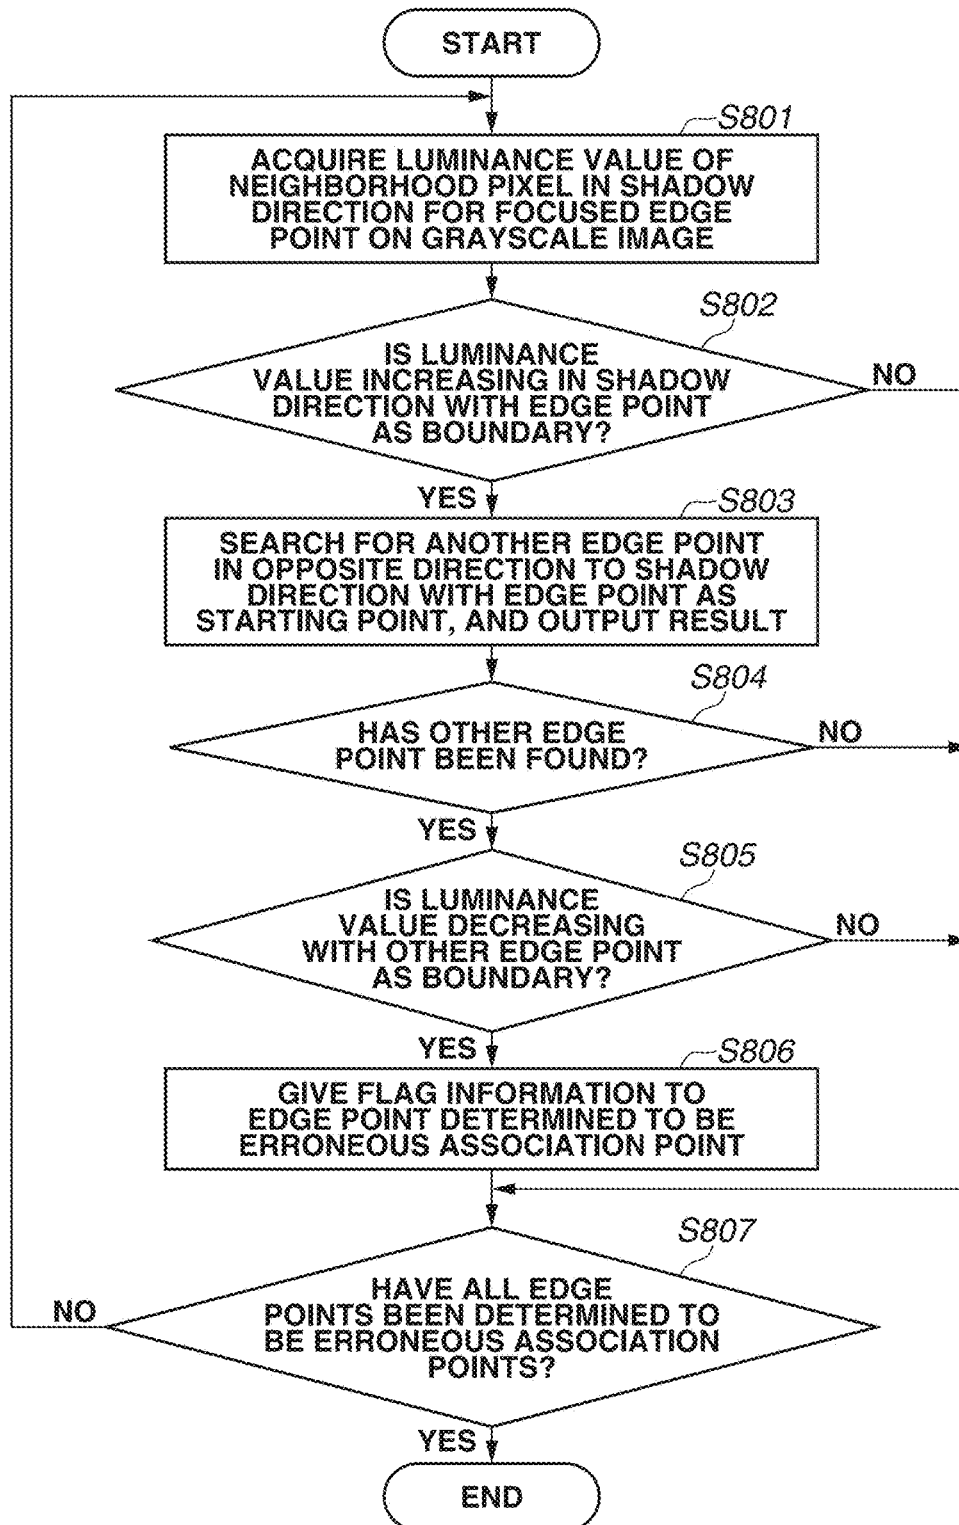 START
S801
ACQUIRE LUMINANCE VALUE OF
NEIGHBORHOOD PIXEL IN SHADOW
DIRECTION FOR FOCUSED EDGE
POINT ON GRAYSCALE IMAGE
S802
IS LUMINANCE
VALUE INCREASING IN SHADOW
DIRECTION WITH EDGE POINT
AS BOUNDARY?
NO
YES
S803
SEARCH FOR ANOTHER EDGE POINT
IN OPPOSITE DIRECTION TO SHADOW
DIRECTION WITH EDGE POINT AS
STARTING POINT, AND OUTPUT RESULT
S804
HAS OTHER EDGE
POINT BEEN FOUND?
NO
YES
S805
IS LUMINANCE
VALUE DECREASING
WITH OTHER EDGE POINT
AS BOUNDARY?
NO
YES
S806
GIVE FLAG INFORMATION TO
EDGE POINT DETERMINED TO BE
ERRONEOUS ASSOCIATION POINT
S807
HAVE ALL EDGE
POINTS BEEN DETERMINED TO
BE ERRONEOUS ASSOCIATION
POINTS?
NO
YES
END